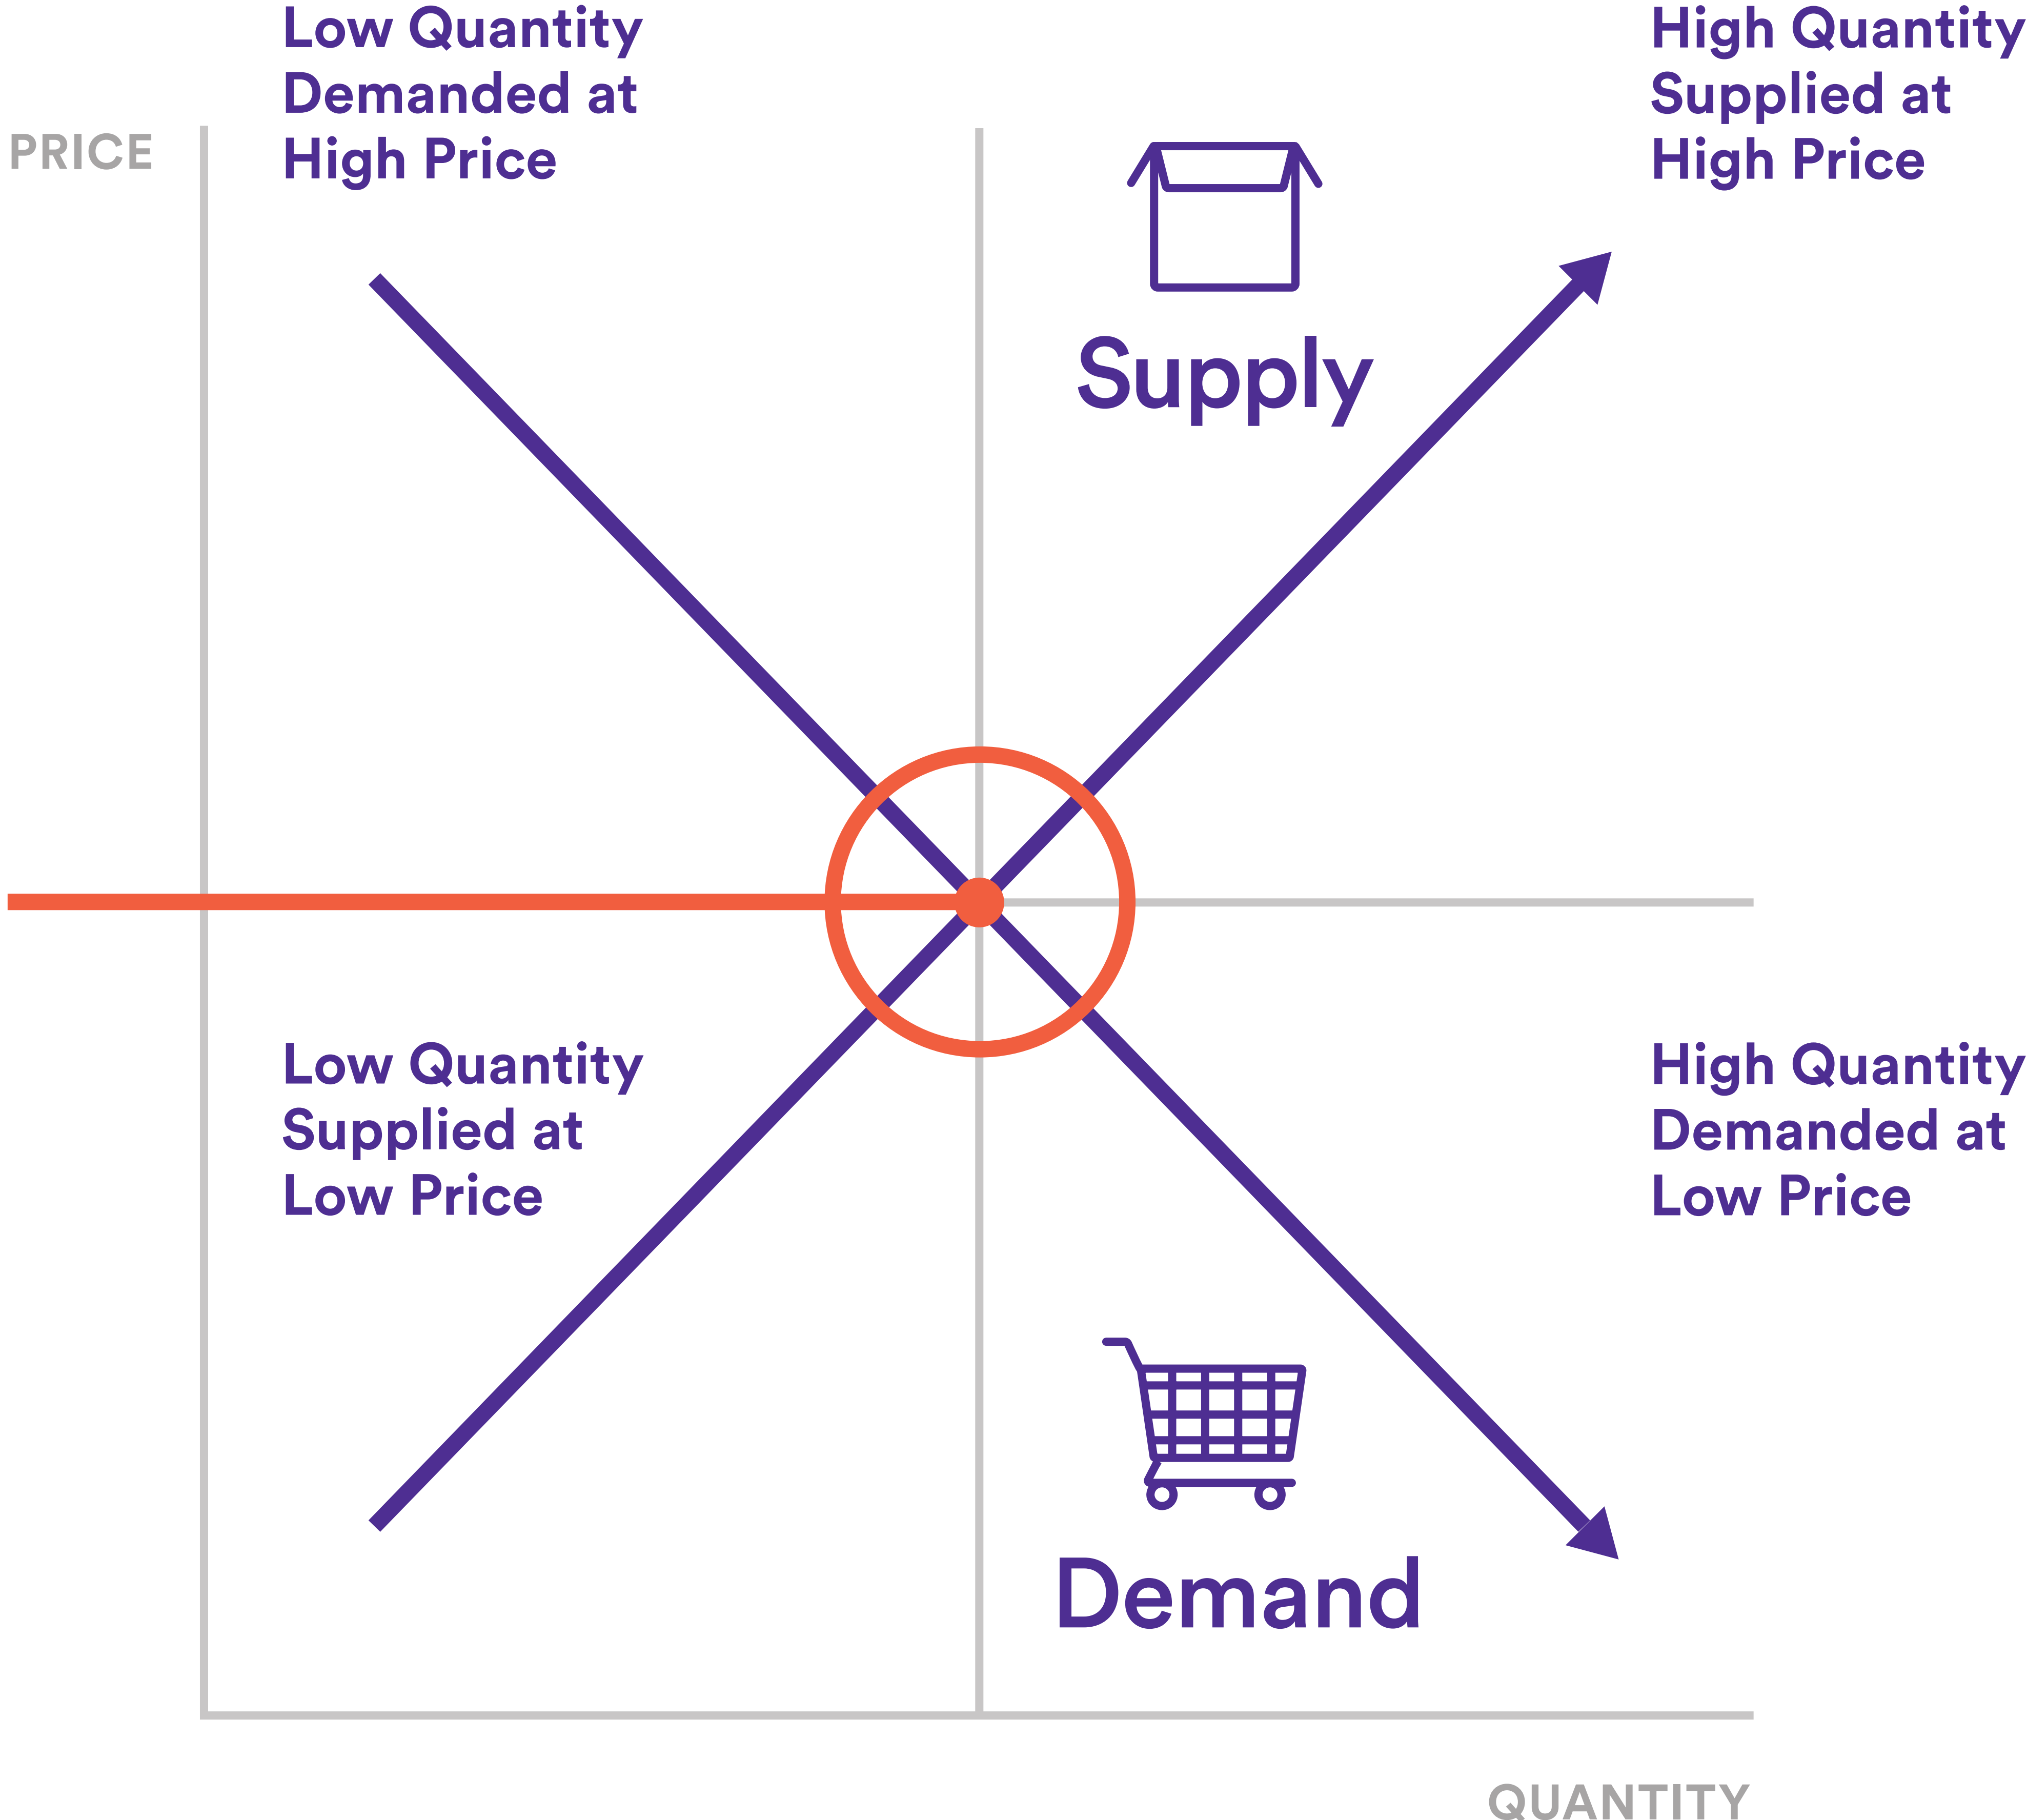 Low Quantity
Demanded at
High Price
High Quantity
Supplied at
High Price
PRICE
Supply
Low Quantity
Supplied at
Low Price
High Quantity
Demanded at
Low Price
Demand
QUANTITY